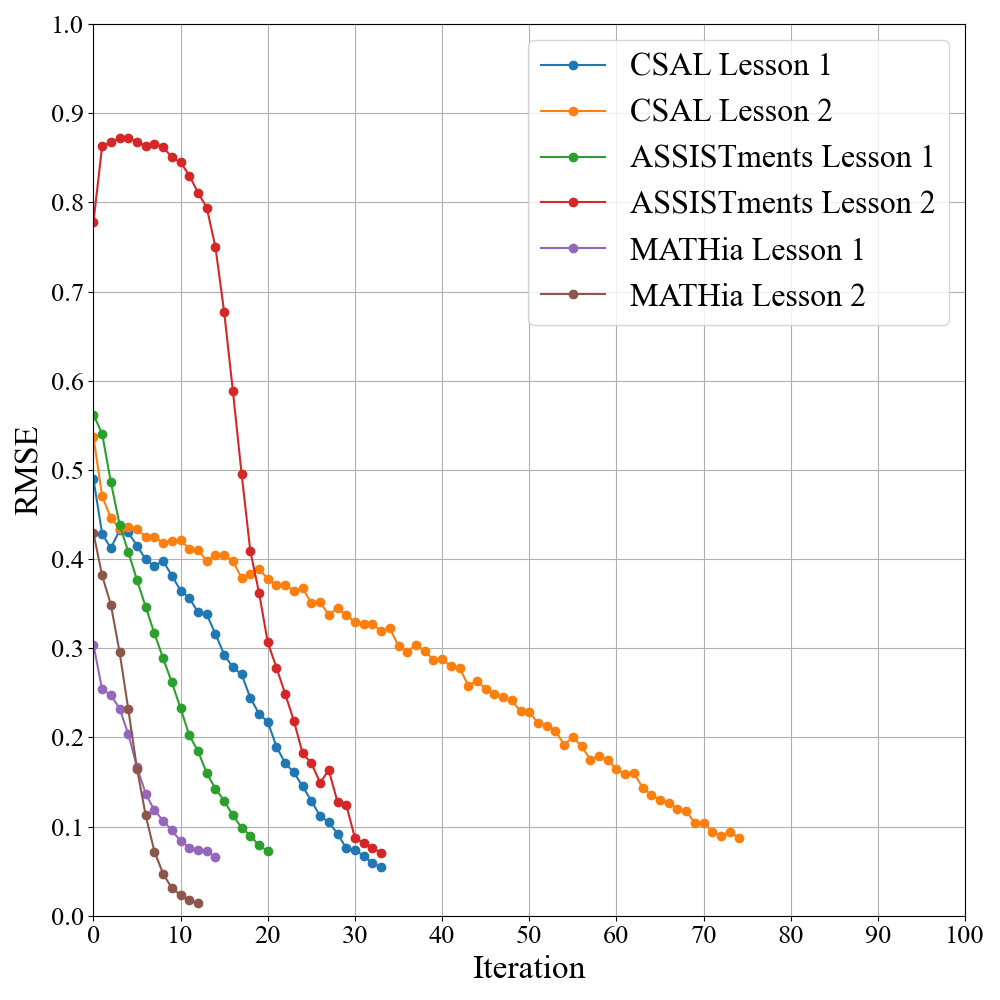 1.0
0.9
0.8
0.7
0.6
0.5
0.4
0.3
0.2
0.1
0.0
RMSE
CSAL Lesson 1
CSAL Lesson 2
ASSISTments Lesson 1
ASSISTments Lesson 2
MATHia Lesson 1
MATHia Lesson 2
0 10 20 30 40 50 60 70 80 90 100
Iteration